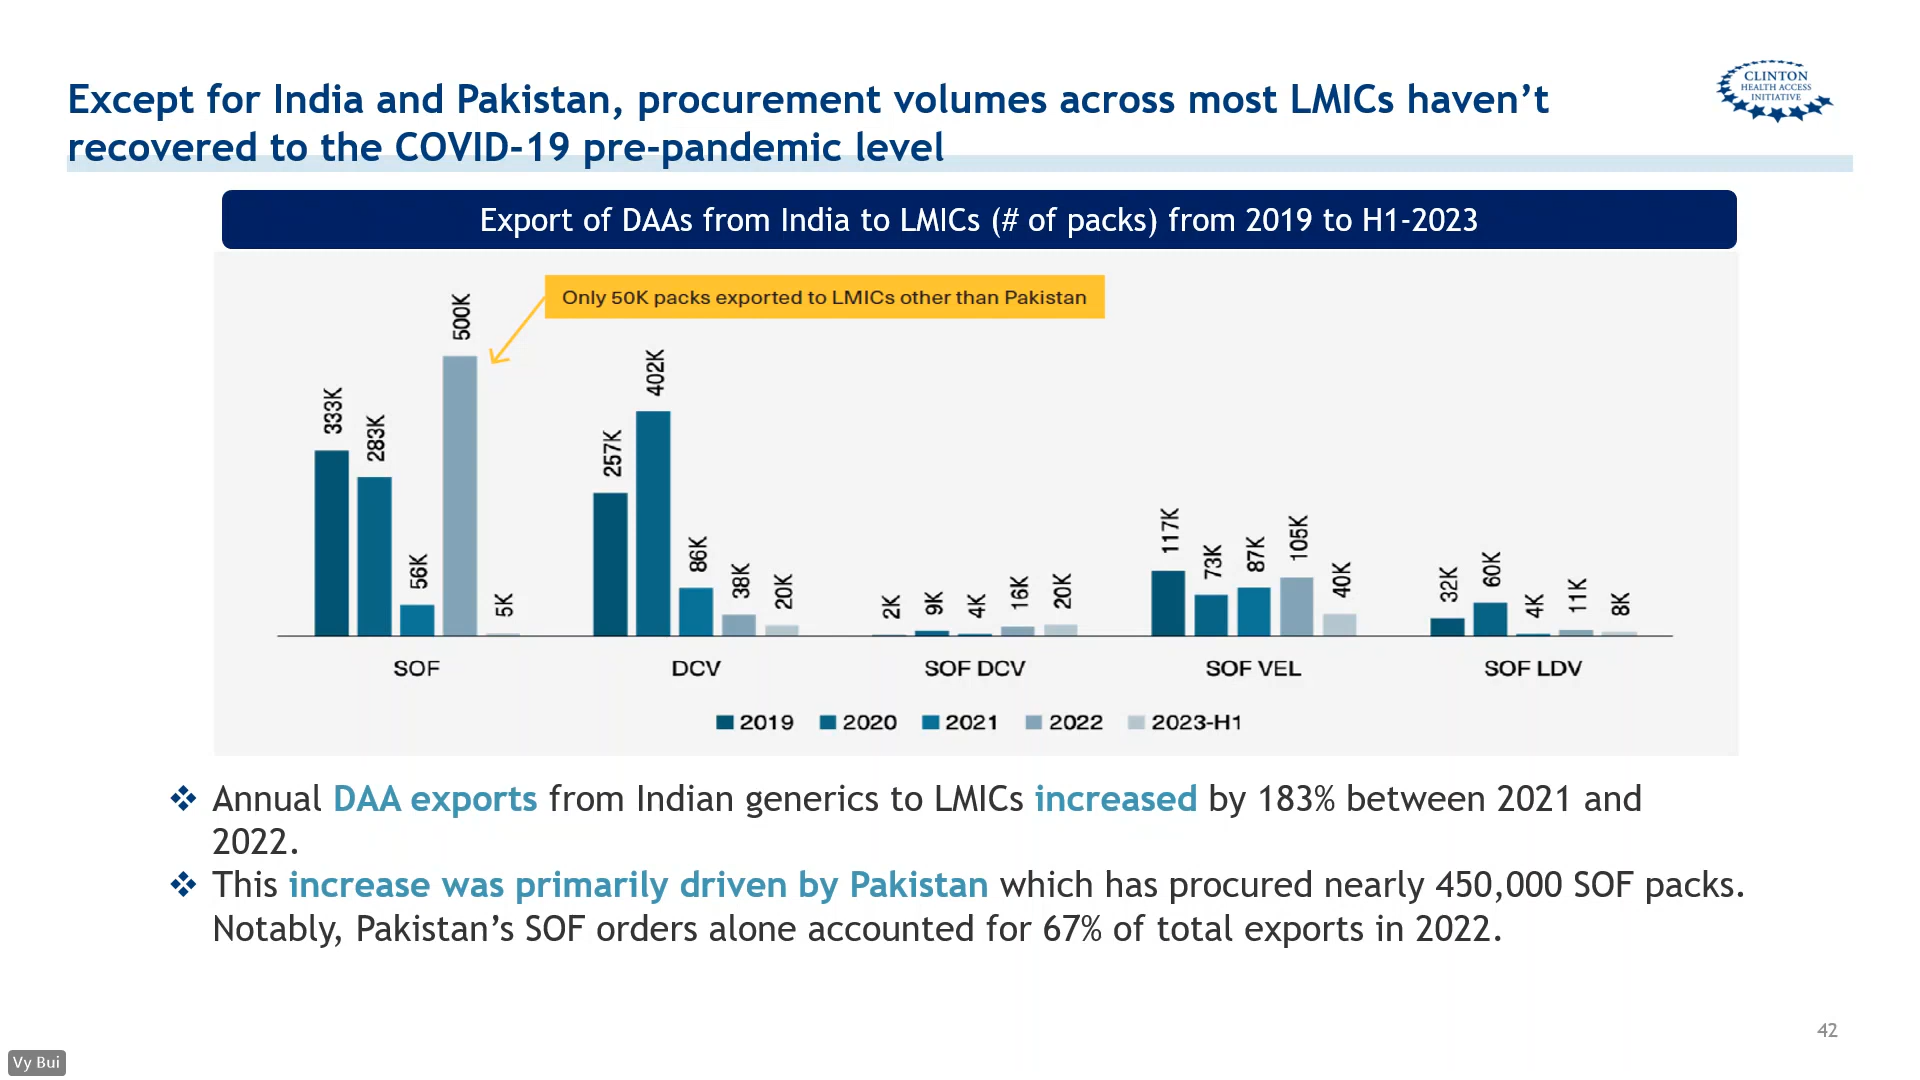 Except for India and Pakistan, procurement volumes across most LMICs haven’t
recovered to the COVID-19 pre-pandemic level
CLINTON
HEALTH ACCESS
INITIATIVE
Export of DAAs from India to LMICs (# of packs) from 2019 to H1-2023
Only 50K packs exported to LMICs other than Pakistan
333K 283K 56K 500K 5K
257K 402K 86K 38K 20K
2K 9K 4K 16K 20K
117K 73K 87K 105K 40K
32K 60K 4K 11K 8K
SOF DCV SOF DCV SOF VEL SOF LDV
2019 2020 2021 2022 2023-H1
❖ Annual DAA exports from Indian generics to LMICs increased by 183% between 2021 and
2022.
❖ This increase was primarily driven by Pakistan which has procured nearly 450,000 SOF packs.
Notably, Pakistan’s SOF orders alone accounted for 67% of total exports in 2022.
42
Vy Bui